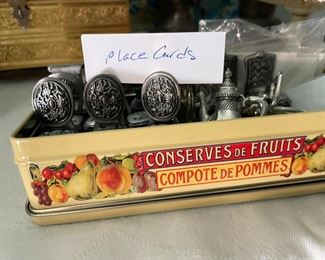 Place Cards
CONSERVES DE FRUITS
COMPOTE DE POMMES